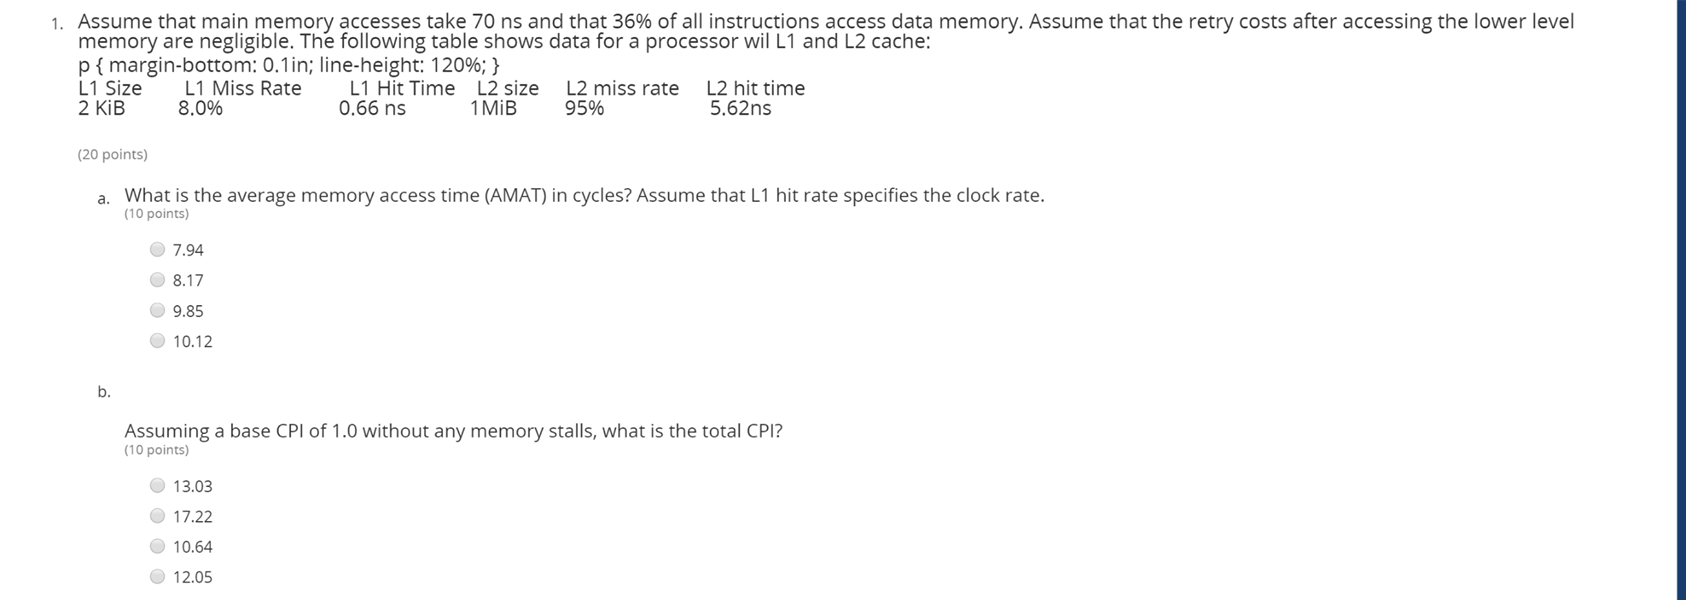 1. Assume that main memory accesses take 70 ns and that 36% of all instructions access data memory. Assume that the retry costs after accessing the lower level
memory are negligible. The following table shows data for a processor wil L1 and L2 cache:
p { margin-bottom: 0.1in; line-height: 120%; }
L1 Size L1 Miss Rate L1 Hit Time L2 size L2 miss rate L2 hit time
2 KiB 8.0% 0.66 ns 1MiB 95% 5.62ns
(20 points)
a. What is the average memory access time (AMAT) in cycles? Assume that L1 hit rate specifies the clock rate.
(10 points)
7.94
8.17
9.85
10.12
b.
Assuming a base CPI of 1.0 without any memory stalls, what is the total CPI?
(10 points)
13.03
17.22
10.64
12.05